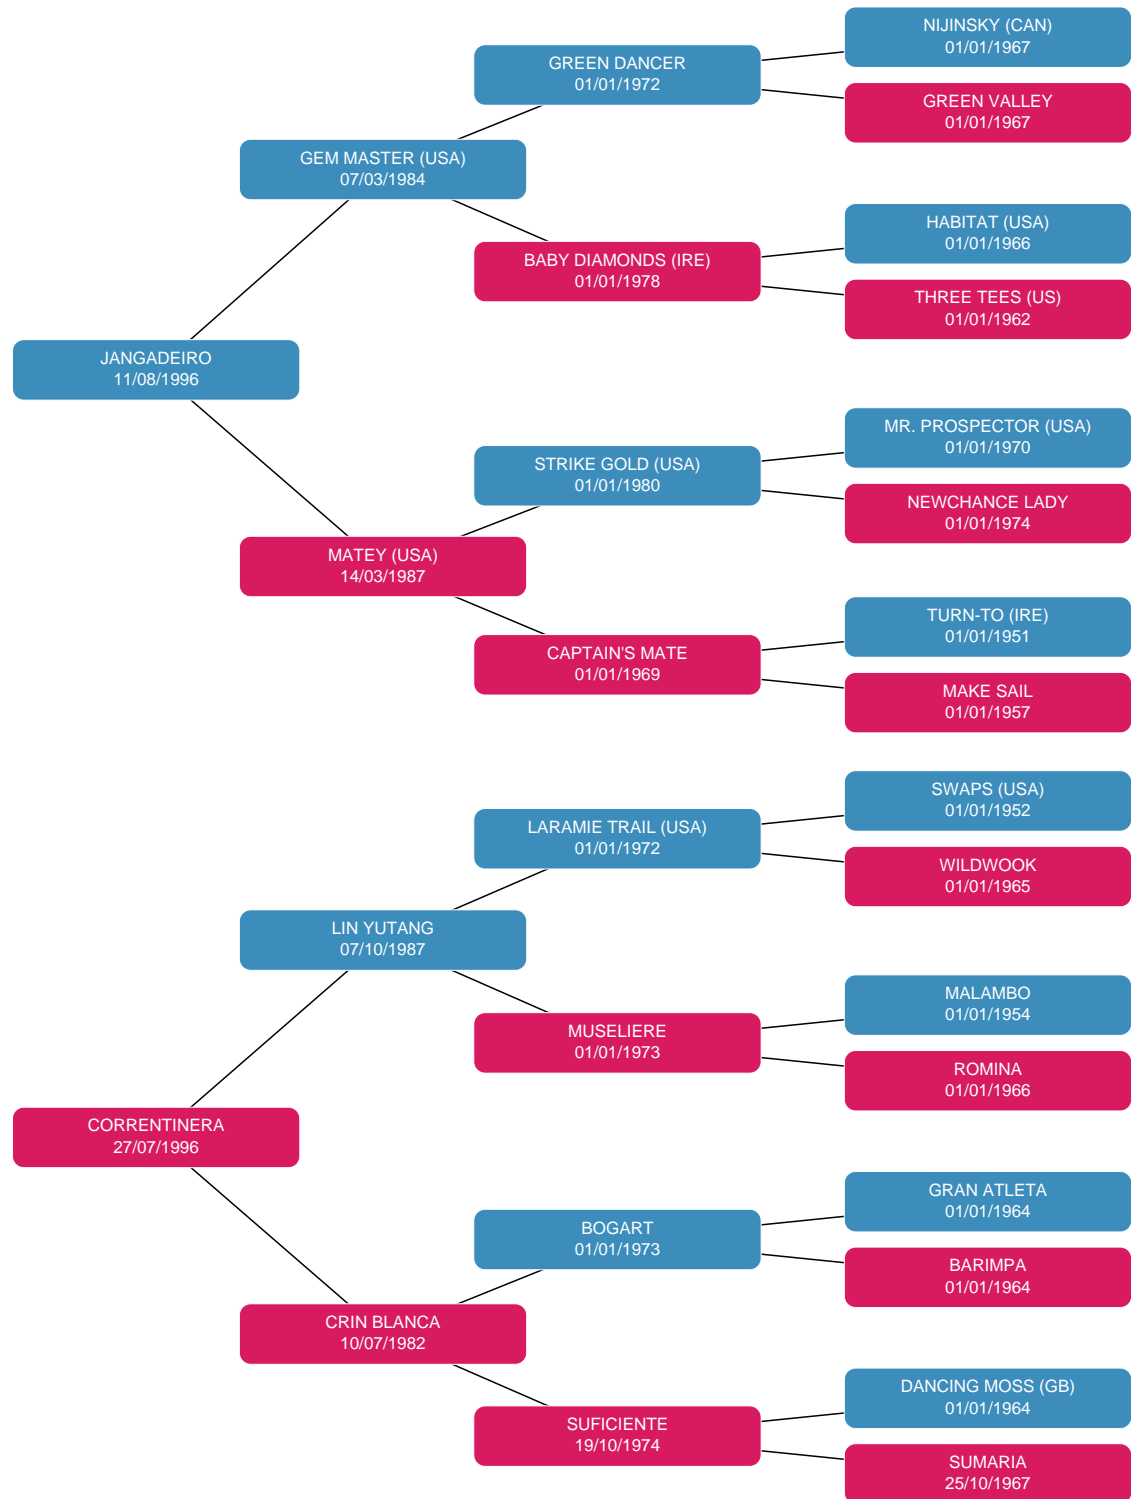 NIJINSKY (CAN)
01/01/1967
GREEN DANCER
01/01/1972
GREEN VALLEY
01/01/1967
GEM MASTER (USA)
07/03/1984
HABITAT (USA)
01/01/1966
BABY DIAMONDS (IRE)
01/01/1978
THREE TEES (US)
01/01/1962
JANGADEIRO
11/08/1996
MR. PROSPECTOR (USA)
01/01/1970
STRIKE GOLD (USA)
01/01/1980
NEWCHANCE LADY
01/01/1974
MATEY (USA)
14/03/1987
TURN-TO (IRE)
01/01/1951
CAPTAIN'S MATE
01/01/1969
MAKE SAIL
01/01/1957
SWAPS (USA)
01/01/1952
LARAMIE TRAIL (USA)
01/01/1972
WILDWOOK
01/01/1965
LIN YUTANG
07/10/1987
MALAMBO
01/01/1954
MUSELIERE
01/01/1973
ROMINA
01/01/1966
CORRENTINERA
27/07/1996
GRAN ATLETA
01/01/1964
BOGART
01/01/1973
BARIMPA
01/01/1964
CRIN BLANCA
10/07/1982
DANCING MOSS (GB)
01/01/1964
SUFICIENTE
19/10/1974
SUMARIA
25/10/1967